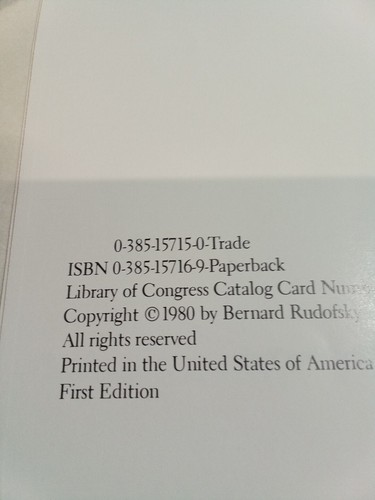 0-385-15715-0-Trade
ISBN 0-385-15716-9-Paperback
Library of Congress Catalog Card
Copyright ©1980 by Bernard Rudofsky
All rights reserved
Printed in the United States of America
First Edition